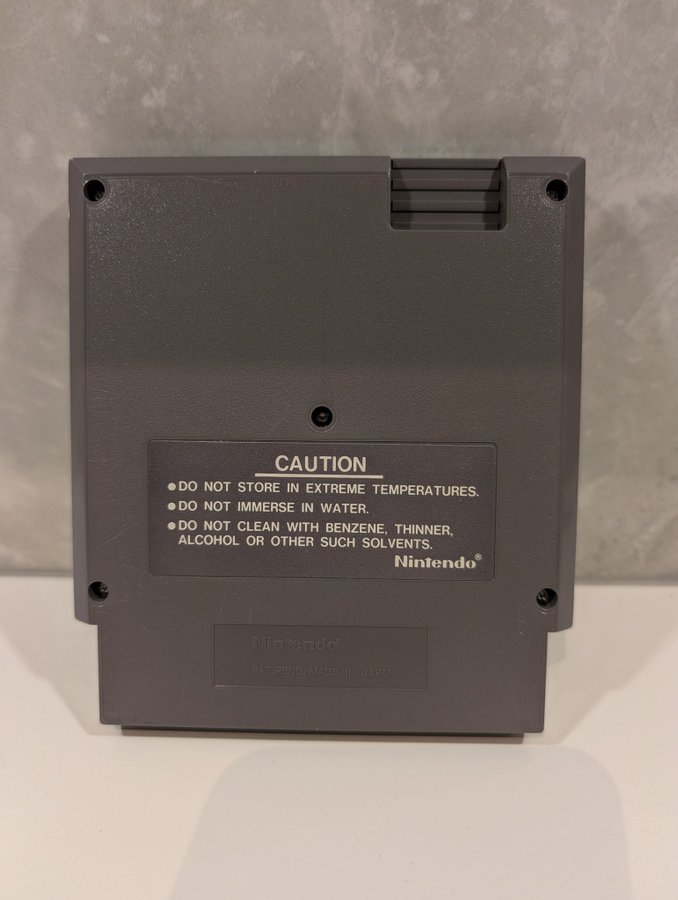 CAUTION
●DO NOT STORE IN EXTREME TEMPERATURES.
●DO NOT IMMERSE IN WATER.
●DO NOT CLEAN WITH BENZENE, THINNER,
ALCOHOL OR OTHER SUCH SOLVENTS.
Nintendo®
Nintendo®
PAT.PEND. MADE IN JAPAN